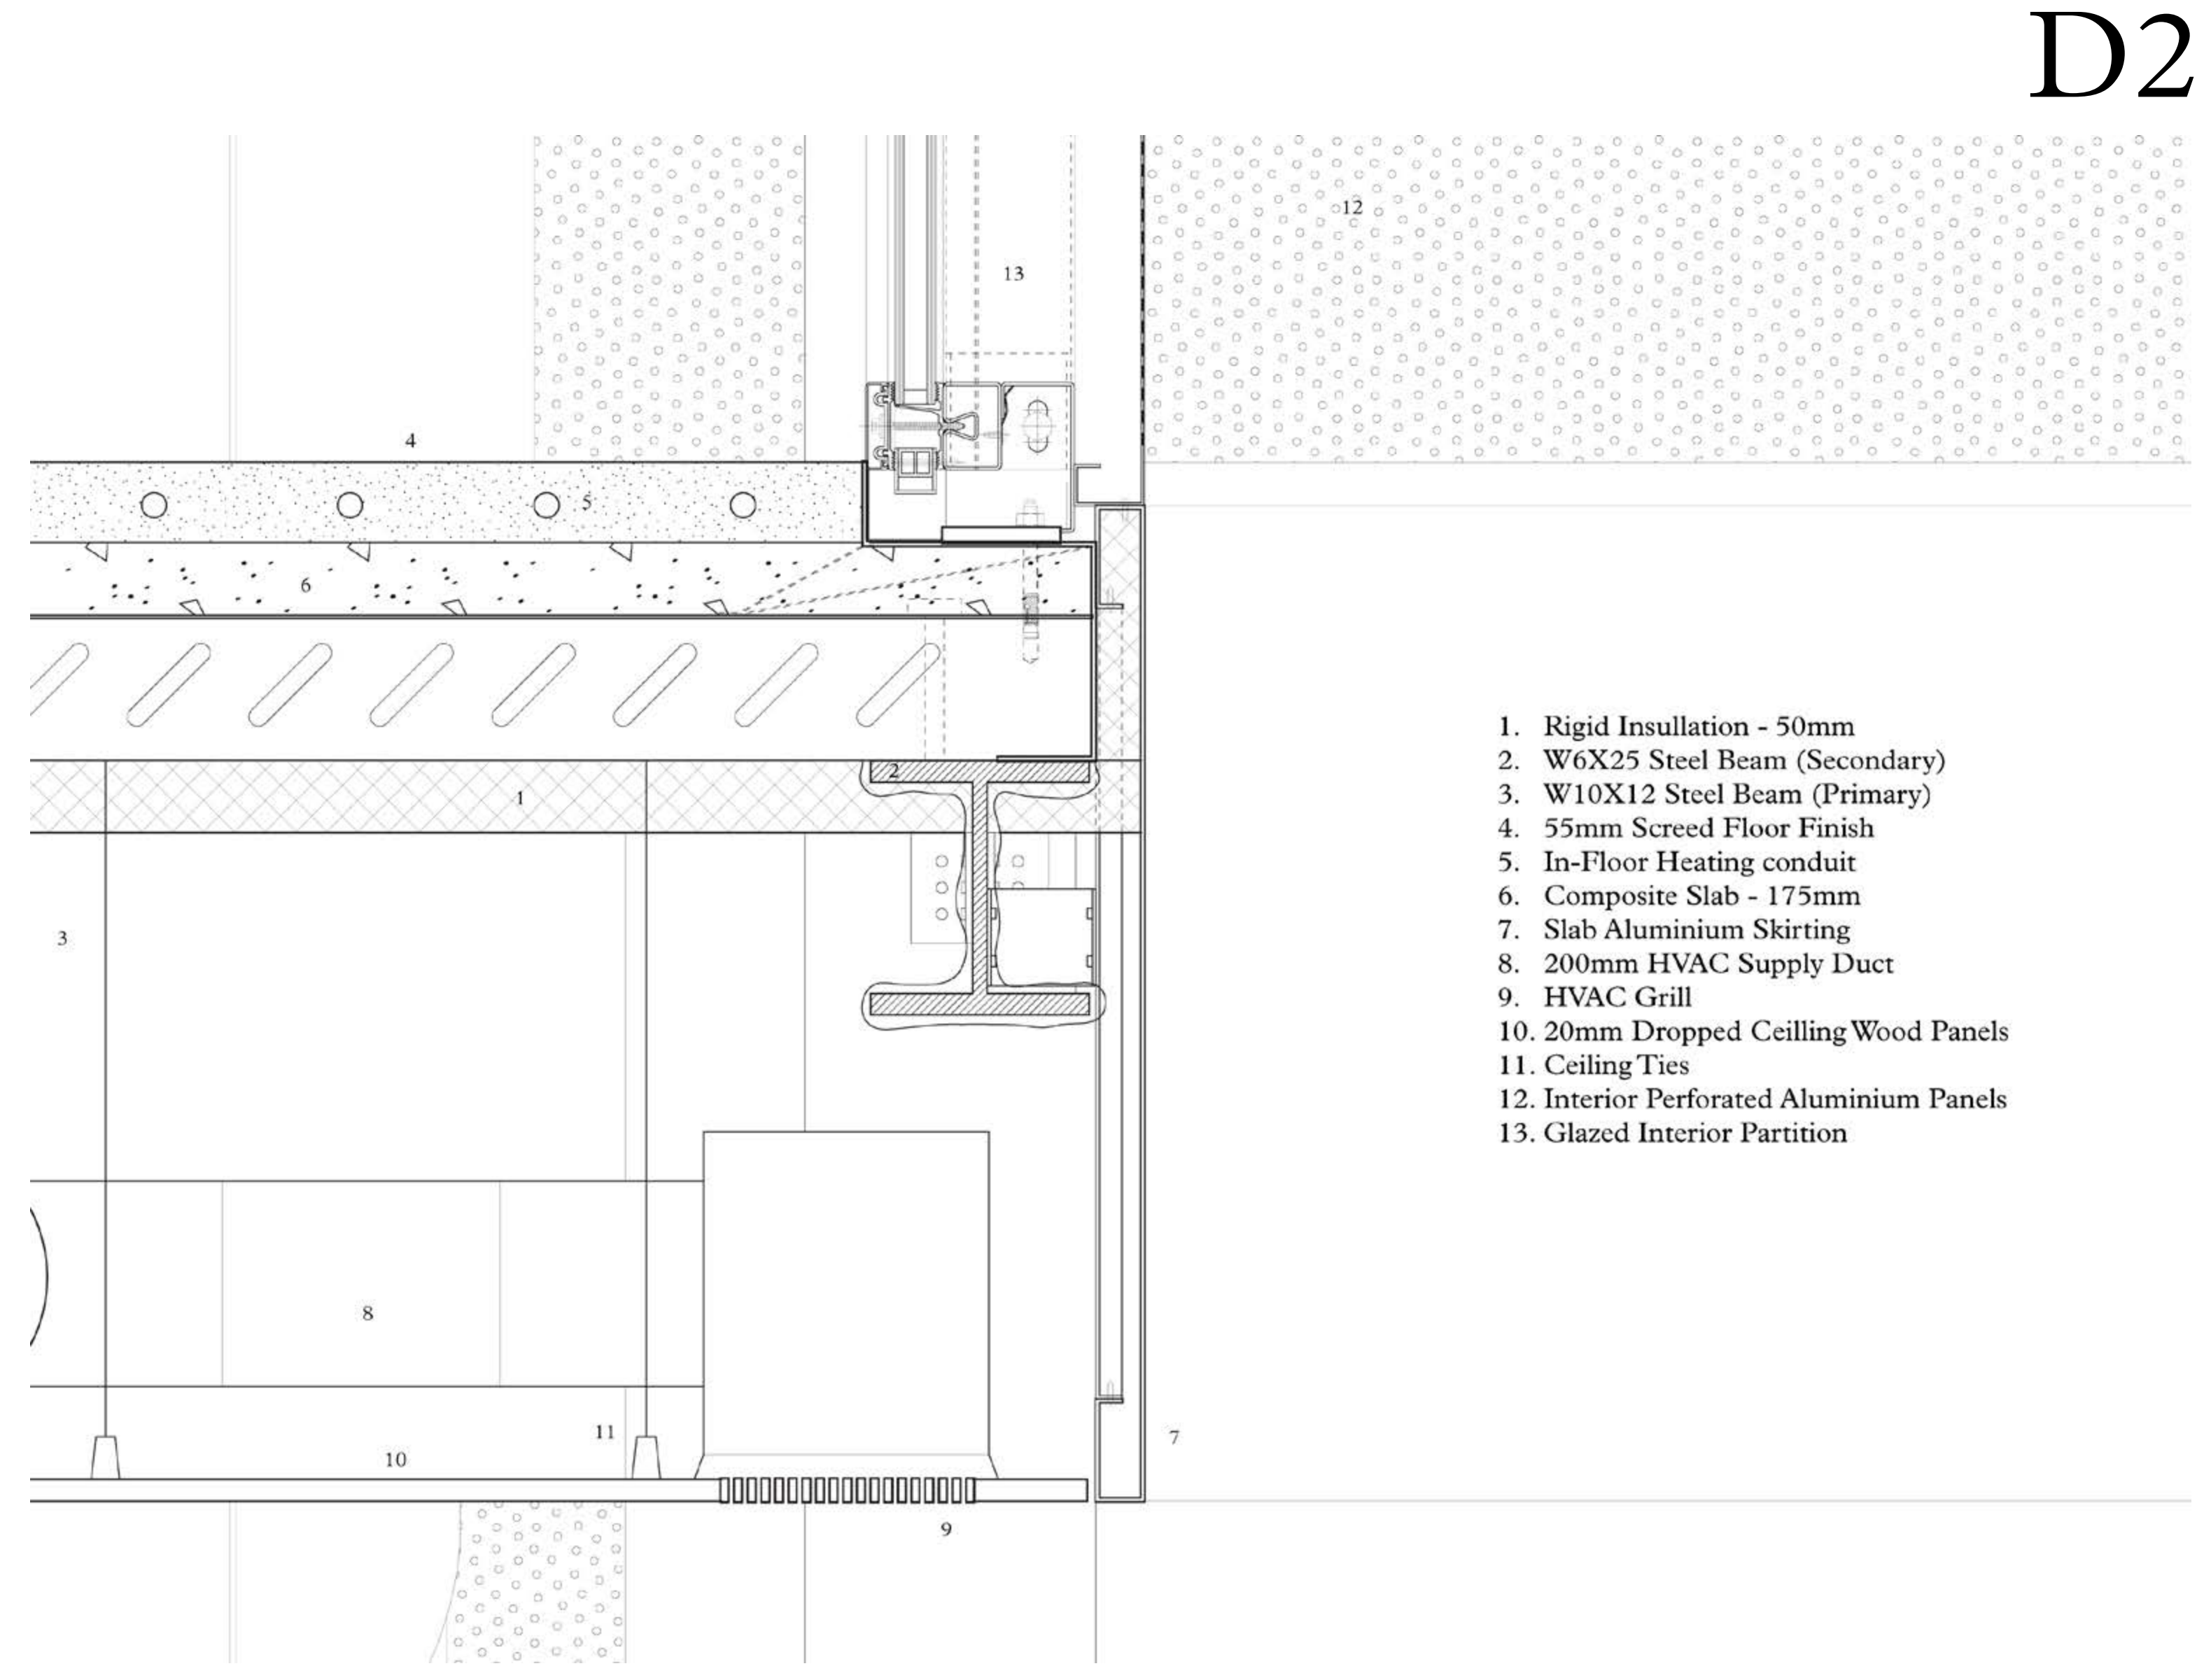 D2
12
13
4
5
6
2
1
3
8
11
10
7
9
1. Rigid Insullation - 50mm
2. W6X25 Steel Beam (Secondary)
3. W10X12 Steel Beam (Primary)
4. 55mm Screed Floor Finish
5. In-Floor Heating conduit
6. Composite Slab - 175mm
7. Slab Aluminium Skirting
8. 200mm HVAC Supply Duct
9. HVAC Grill
10. 20mm Dropped Ceilling Wood Panels
11. Ceiling Ties
12. Interior Perforated Aluminium Panels
13. Glazed Interior Partition